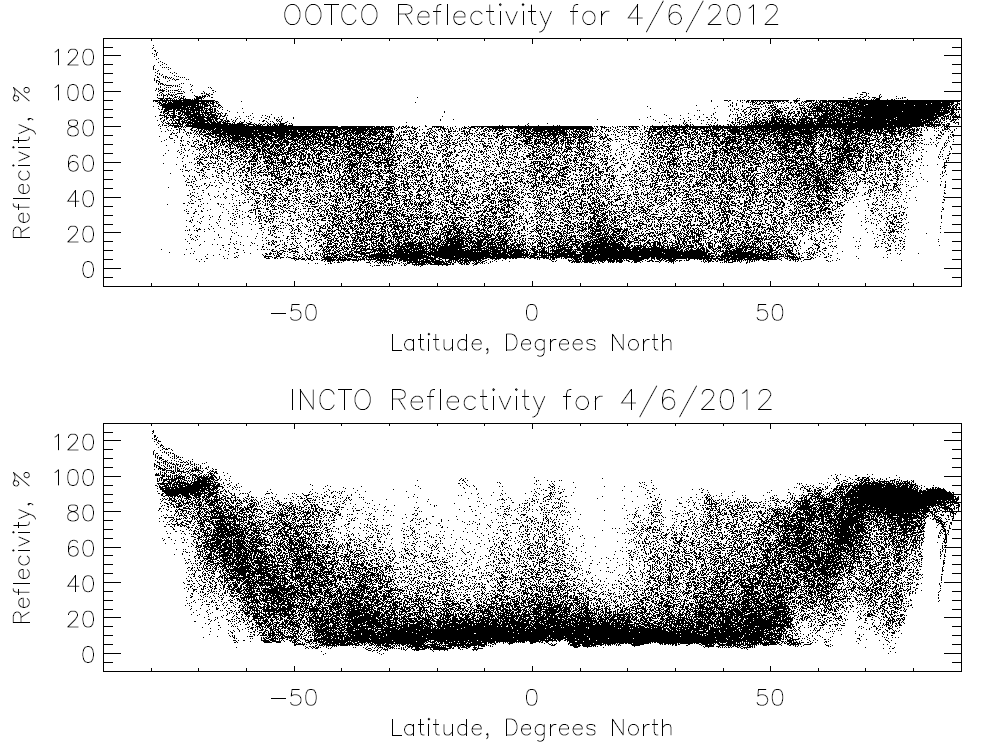 OOTCO Reflectivity for 4/6/2012
120
100
80
60
40
20
0
Reflecivity, %
−50 0 50
Latitude, Degrees North
INCTO Reflectivity for 4/6/2012
120
100
80
60
40
20
0
Reflecivity, %
−50 0 50
Latitude, Degrees North